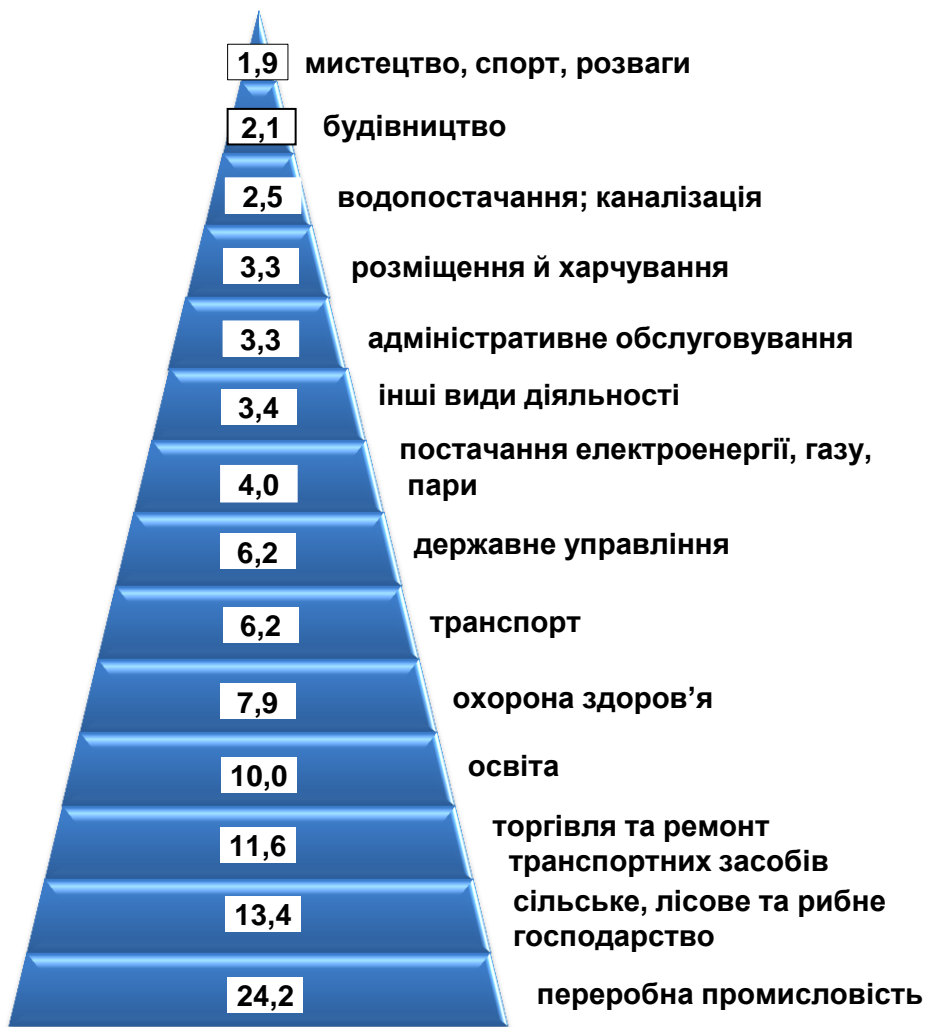 1,9 мистецтво, спорт, розваги
2,1 будівництво
2,5 водопостачання; каналізація
3,3 розміщення й харчування
3,3 адміністративне обслуговування
3,4 інші види діяльності
4,0 постачання електроенергії, газу,
пари
6,2 державне управління
6,2 транспорт
7,9 охорона здоров’я
10,0 освіта
11,6 торгівля та ремонт
транспортних засобів
13,4 сільське, лісове та рибне
господарство
24,2 переробна промисловість